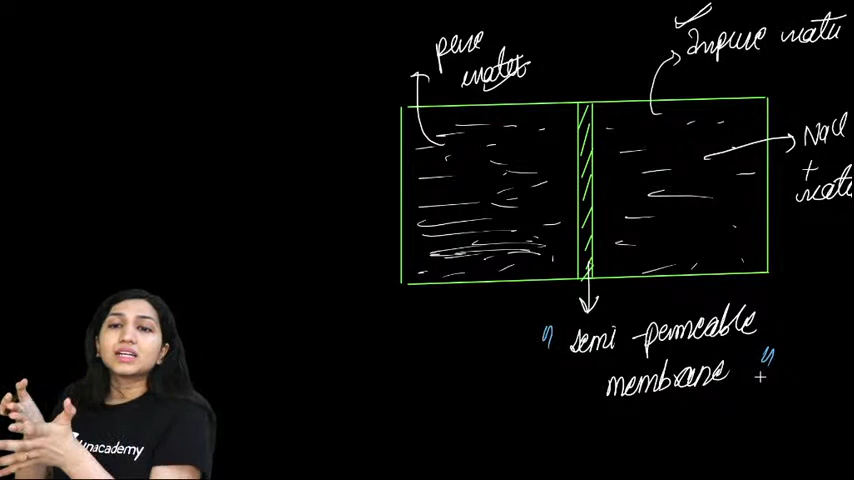 pure
water
Impure water
NaCl
+
water
" semi-permeable
membrane "
unacademy